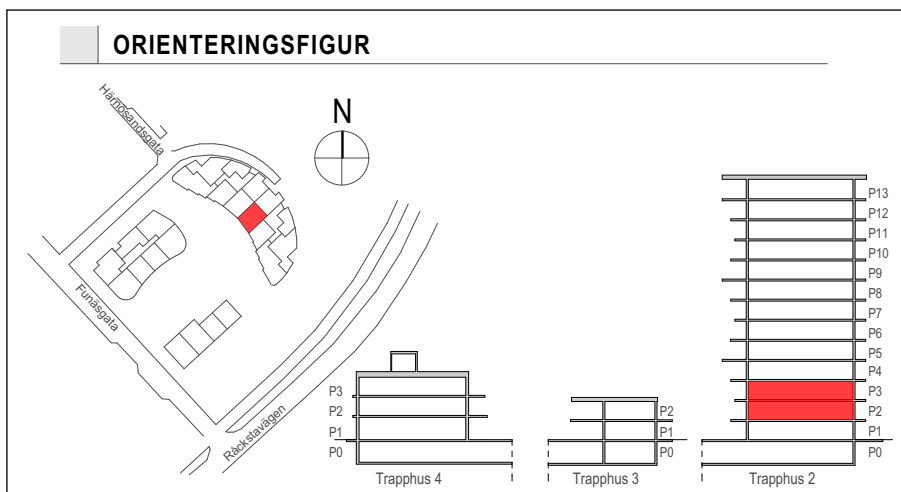 ORIENTERINGSFIGUR
Härnösandsgata
N
Funäsgata
Råckstavägen
P3
P2
P1
P0
Trapphus 4
P2
P1
P0
Trapphus 3
P13
P12
P11
P10
P9
P8
P7
P6
P5
P4
P3
P2
P1
P0
Trapphus 2